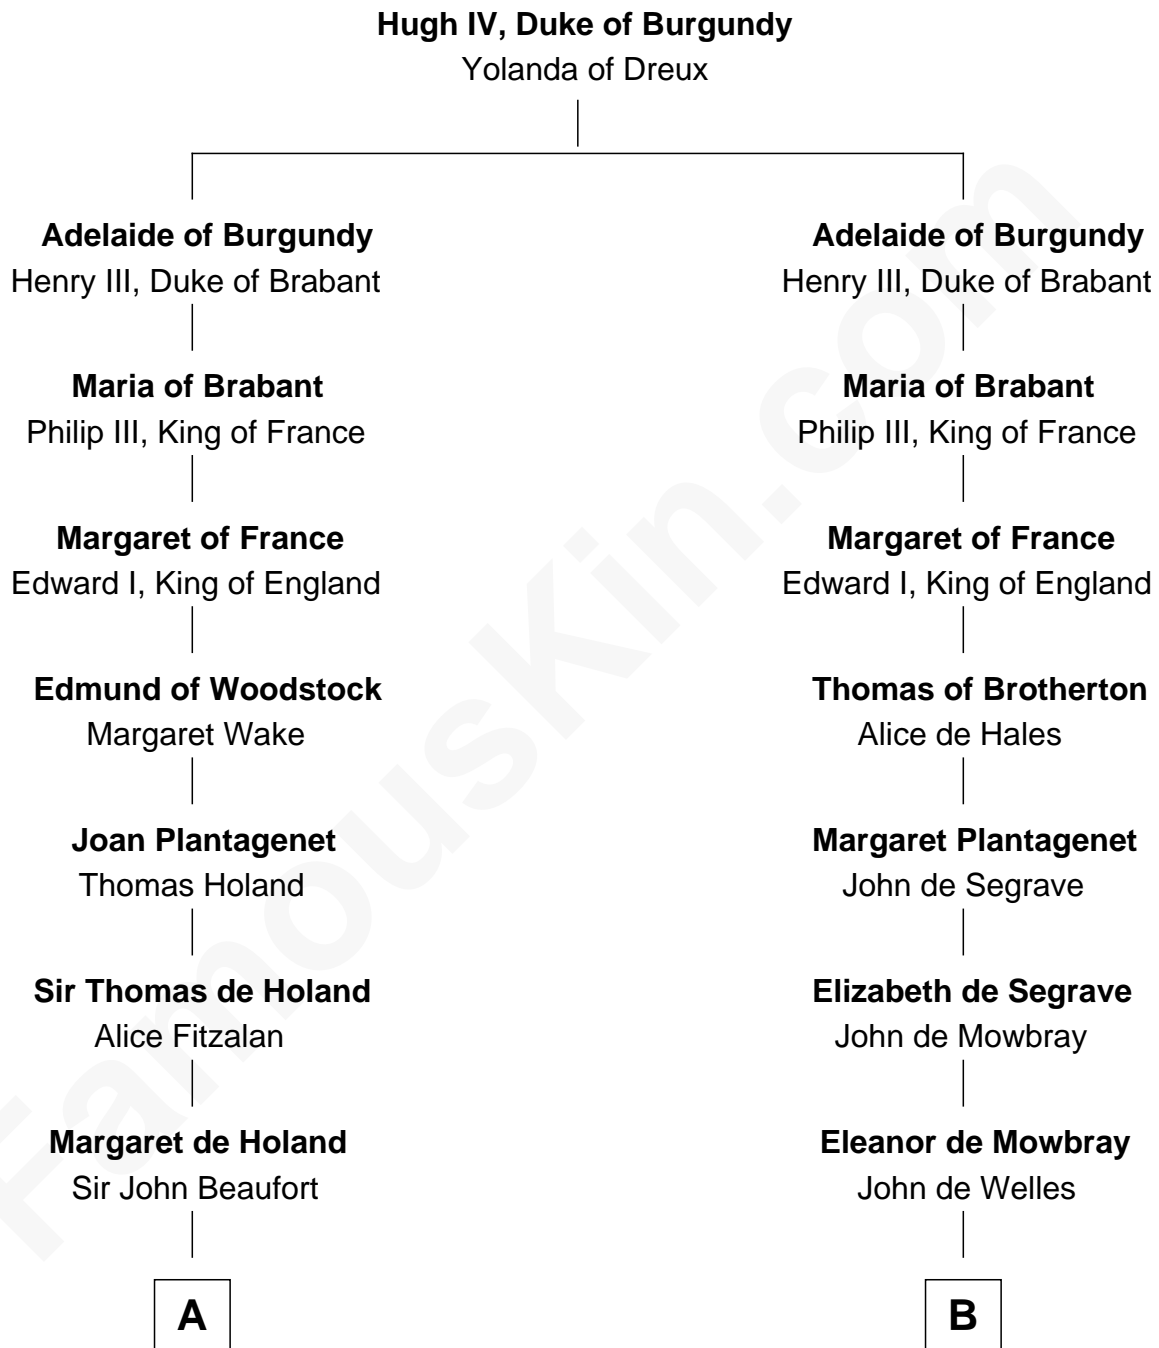 Hugh IV, Duke of Burgundy
Yolanda of Dreux
Adelaide of Burgundy
Henry III, Duke of Brabant
Adelaide of Burgundy
Henry III, Duke of Brabant
Maria of Brabant
Philip III, King of France
Maria of Brabant
Philip III, King of France
Margaret of France
Edward I, King of England
Margaret of France
Edward I, King of England
Edmund of Woodstock
Margaret Wake
Thomas of Brotherton
Alice de Hales
Joan Plantagenet
Thomas Holand
Margaret Plantagenet
John de Segrave
Sir Thomas de Holand
Alice Fitzalan
Elizabeth de Segrave
John de Mowbray
Margaret de Holand
Sir John Beaufort
Eleanor de Mowbray
John de Welles
A
B
FamousKin.com